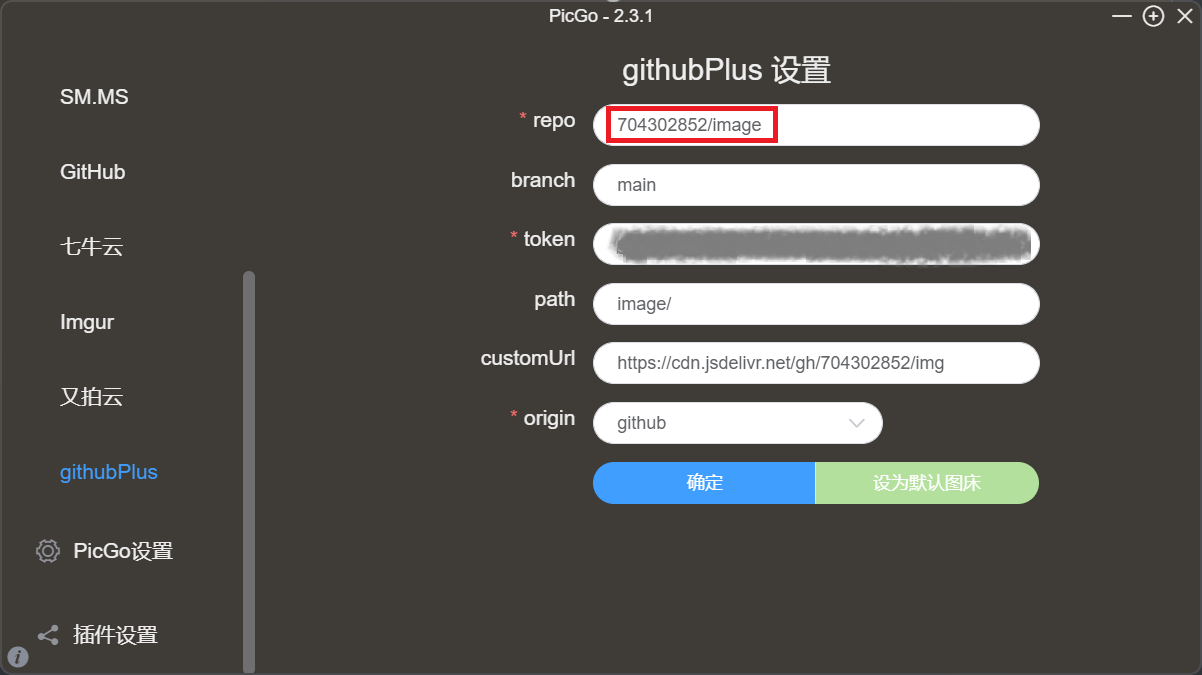 PicGo - 2.3.1
SM.MS
GitHub
七牛云
Imgur
又拍云
githubPlus
PicGo设置
插件设置
githubPlus 设置
* repo 704302852/image
branch main
* token
path image/
customUrl https://cdn.jsdelivr.net/gh/704302852/img
* origin github
确定 设为默认图床